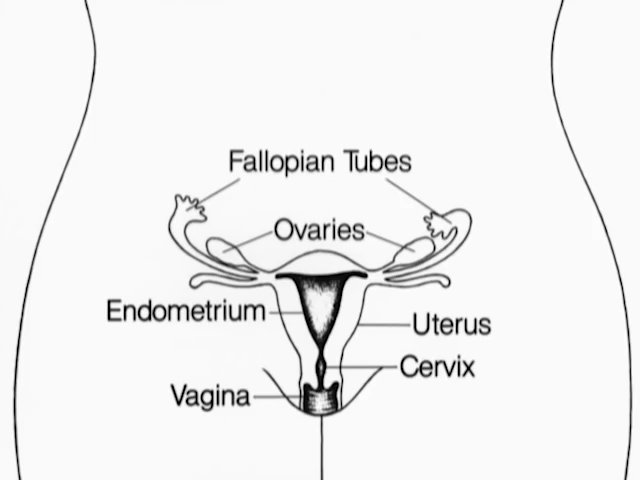 Fallopian Tubes
Ovaries
Endometrium
Uterus
Cervix
Vagina